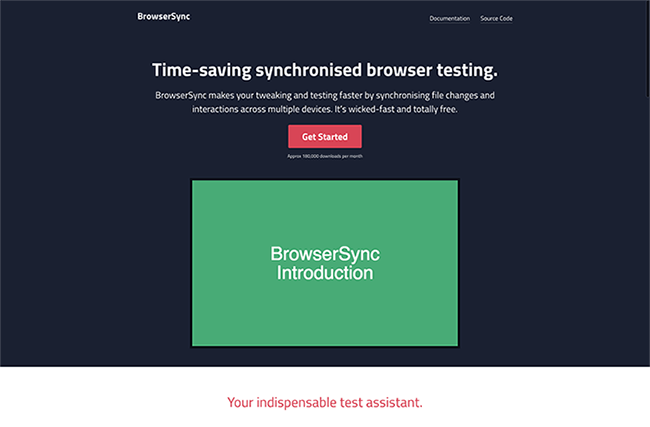 BrowserSync
Documentation Source Code
Time-saving synchronised browser testing.
BrowserSync makes your tweaking and testing faster by synchronising file changes and
interactions across multiple devices. It's wicked-fast and totally free.
Get Started
Approx 180,000 downloads per month
BrowserSync
Introduction
Your indispensable test assistant.